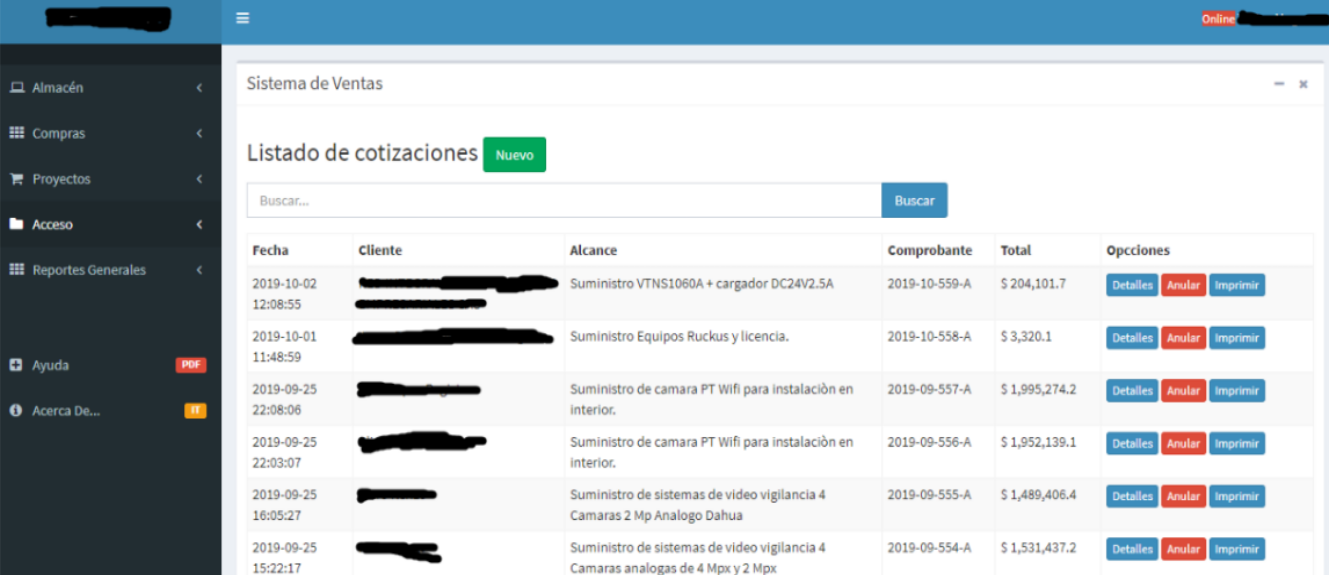 Online
Sistema de Ventas
Almacén
Compras
Proyectos
Acceso
Reportes Generales
Ayuda PDF
Acerca De... IT
Listado de cotizaciones Nuevo
Buscar... Buscar
Fecha Cliente Alcance Comprobante Total Opcciones
2019-10-02 Suministro VTNS1060A + cargador DC24V2.5A 2019-10-559-A $ 204,101.7 Detalles Anular Imprimir
12:08:55
2019-10-01 Suministro Equipos Ruckus y licencia. 2019-10-558-A $ 3,320.1 Detalles Anular Imprimir
11:48:59
2019-09-25 Suministro de camara PT Wifi para instalaciòn en 2019-09-557-A $ 1,995,274.2 Detalles Anular Imprimir
22:08:06 interior.
2019-09-25 Suministro de camara PT Wifi para instalaciòn en 2019-09-556-A $ 1,952,139.1 Detalles Anular Imprimir
22:03:07 interior.
2019-09-25 Suministro de sistemas de video vigilancia 4 2019-09-555-A $ 1,489,406.4 Detalles Anular Imprimir
16:05:27 Camaras 2 Mp Analogo Dahua
2019-09-25 Suministro de sistemas de video vigilancia 4 2019-09-554-A $ 1,531,437.2 Detalles Anular Imprimir
15:22:17 Camaras analogas de 4 Mpx y 2 Mpx